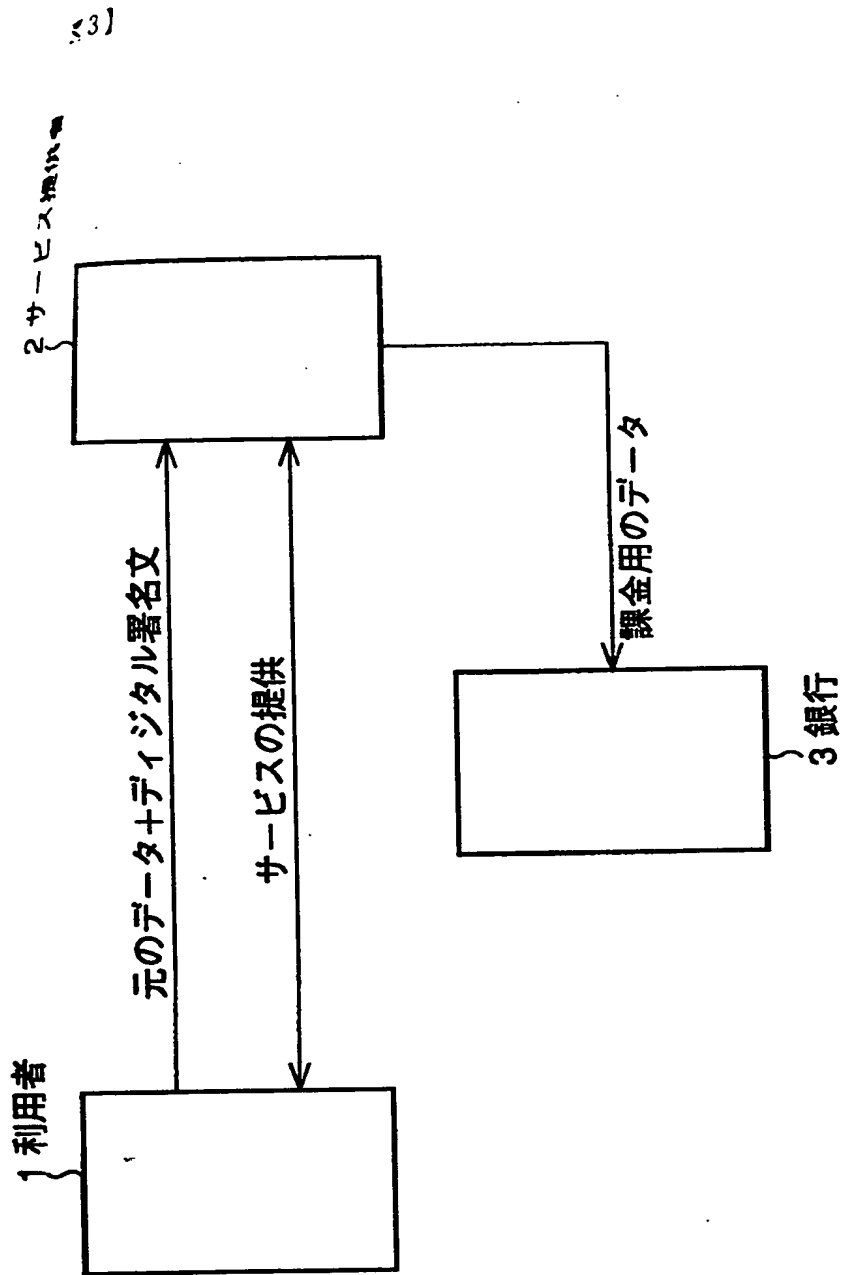 3】
2 サービス提供者
元のデータ+ディジタル署名文
サービスの提供
1 利用者
課金用のデータ
3 銀行